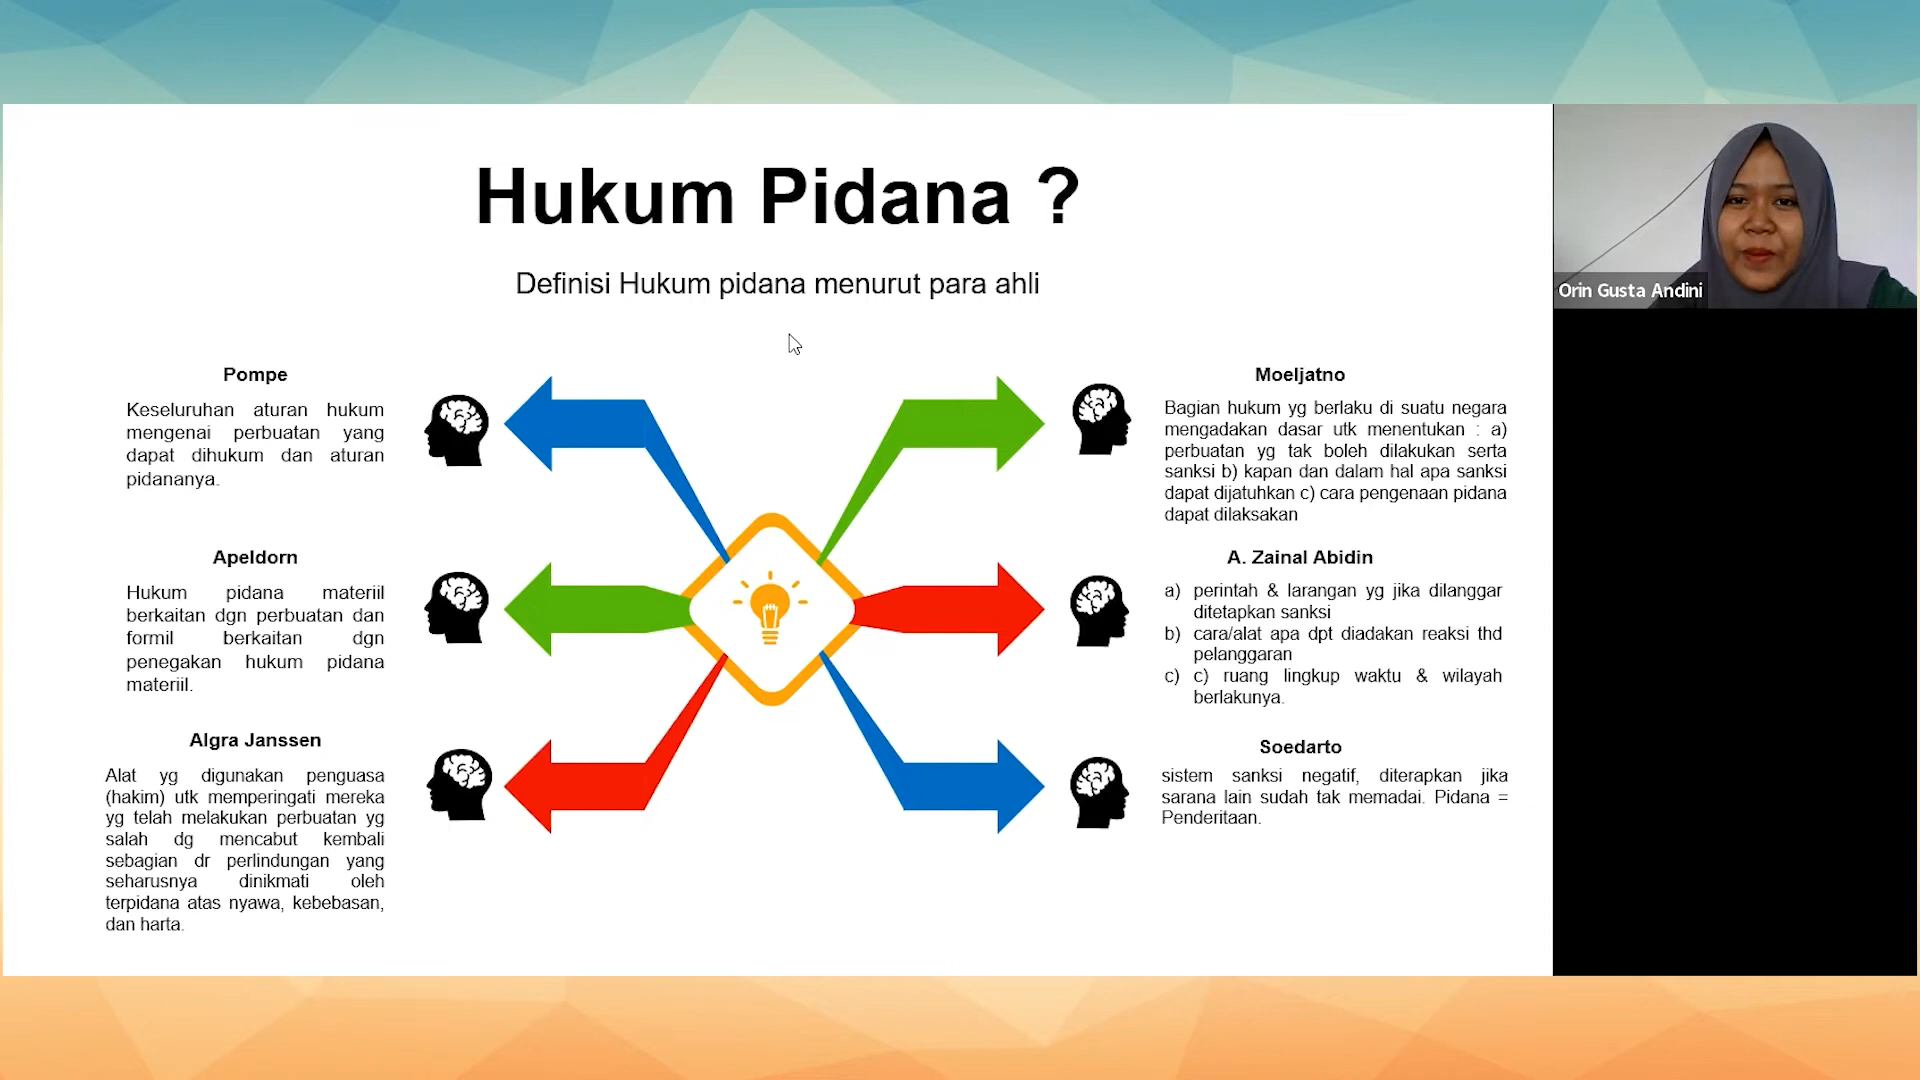 Hukum Pidana ?
Definisi Hukum pidana menurut para ahli
Pompe
Keseluruhan aturan hukum
mengenai perbuatan yang
dapat dihukum dan aturan
pidananya.
Apeldorn
Hukum pidana materiil
berkaitan dgn perbuatan dan
formil berkaitan dgn
penegakan hukum pidana
materiil.
Algra Janssen
Alat yg digunakan penguasa
(hakim) utk memperingati mereka
yg telah melakukan perbuatan yg
salah dg mencabut kembali
sebagian dr perlindungan yang
seharusnya dinikmati oleh
terpidana atas nyawa, kebebasan,
dan harta.
Moeljatno
Bagian hukum yg berlaku di suatu negara
mengadakan dasar utk menentukan : a)
perbuatan yg tak boleh dilakukan serta
sanksi b) kapan dan dalam hal apa sanksi
dapat dijatuhkan c) cara pengenaan pidana
dapat dilaksakan
A. Zainal Abidin
a) perintah & larangan yg jika dilanggar
ditetapkan sanksi
b) cara/alat apa dpt diadakan reaksi thd
pelanggaran
c) c) ruang lingkup waktu & wilayah
berlakunya.
Soedarto
sistem sanksi negatif, diterapkan jika
sarana lain sudah tak memadai. Pidana =
Penderitaan.
Orin Gusta Andini